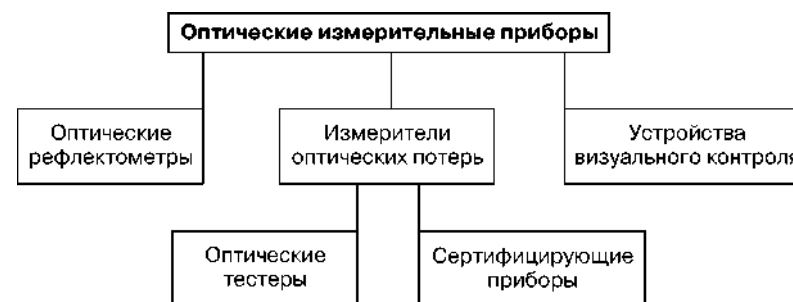 Оптические измерительные приборы
Оптические
рефлектометры
Измерители
оптических потерь
Устройства
визуального контроля
Оптические
тестеры
Сертифицирующие
приборы